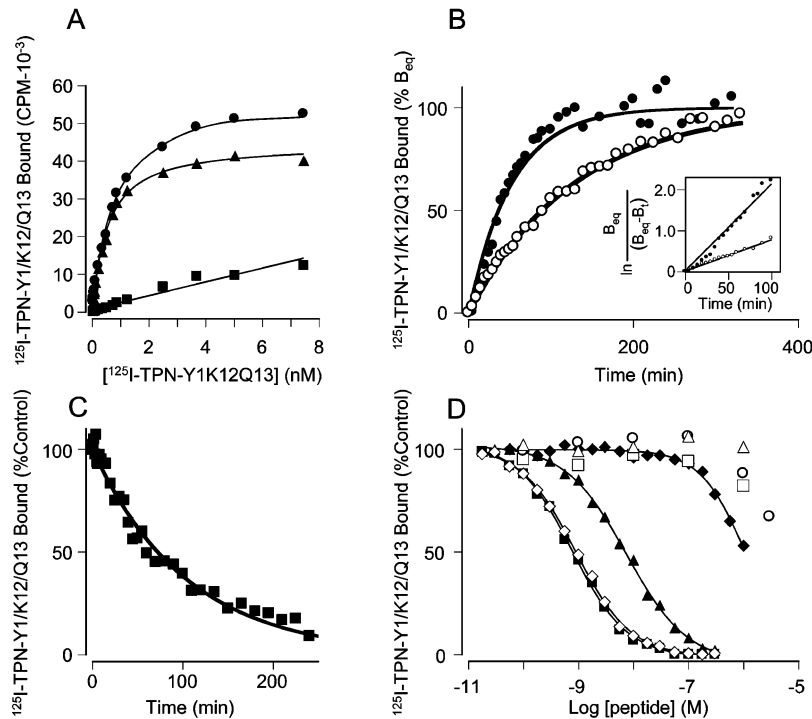 A
¹²⁵I-TPN-Y1/K12/Q13 Bound (CPM-10⁻³)
60
50
40
30
20
10
0
0 2 4 6 8
[¹²⁵I-TPN-Y1K12Q13] (nM)
B
¹²⁵I-TPN-Y1/K12/Q13 Bound (% Beq)
100
50
0
0 200 400
Time (min)
ln Beq
(Beq-Bt)
2.0
1.0
0.0
0 50 100
Time (min)
C
¹²⁵I-TPN-Y1/K12/Q13 Bound (%Control)
100
50
0
0 100 200
Time (min)
D
¹²⁵I-TPN-Y1/K12/Q13 Bound (%Control)
100
50
0
-11 -9 -7 -5
Log [peptide] (M)